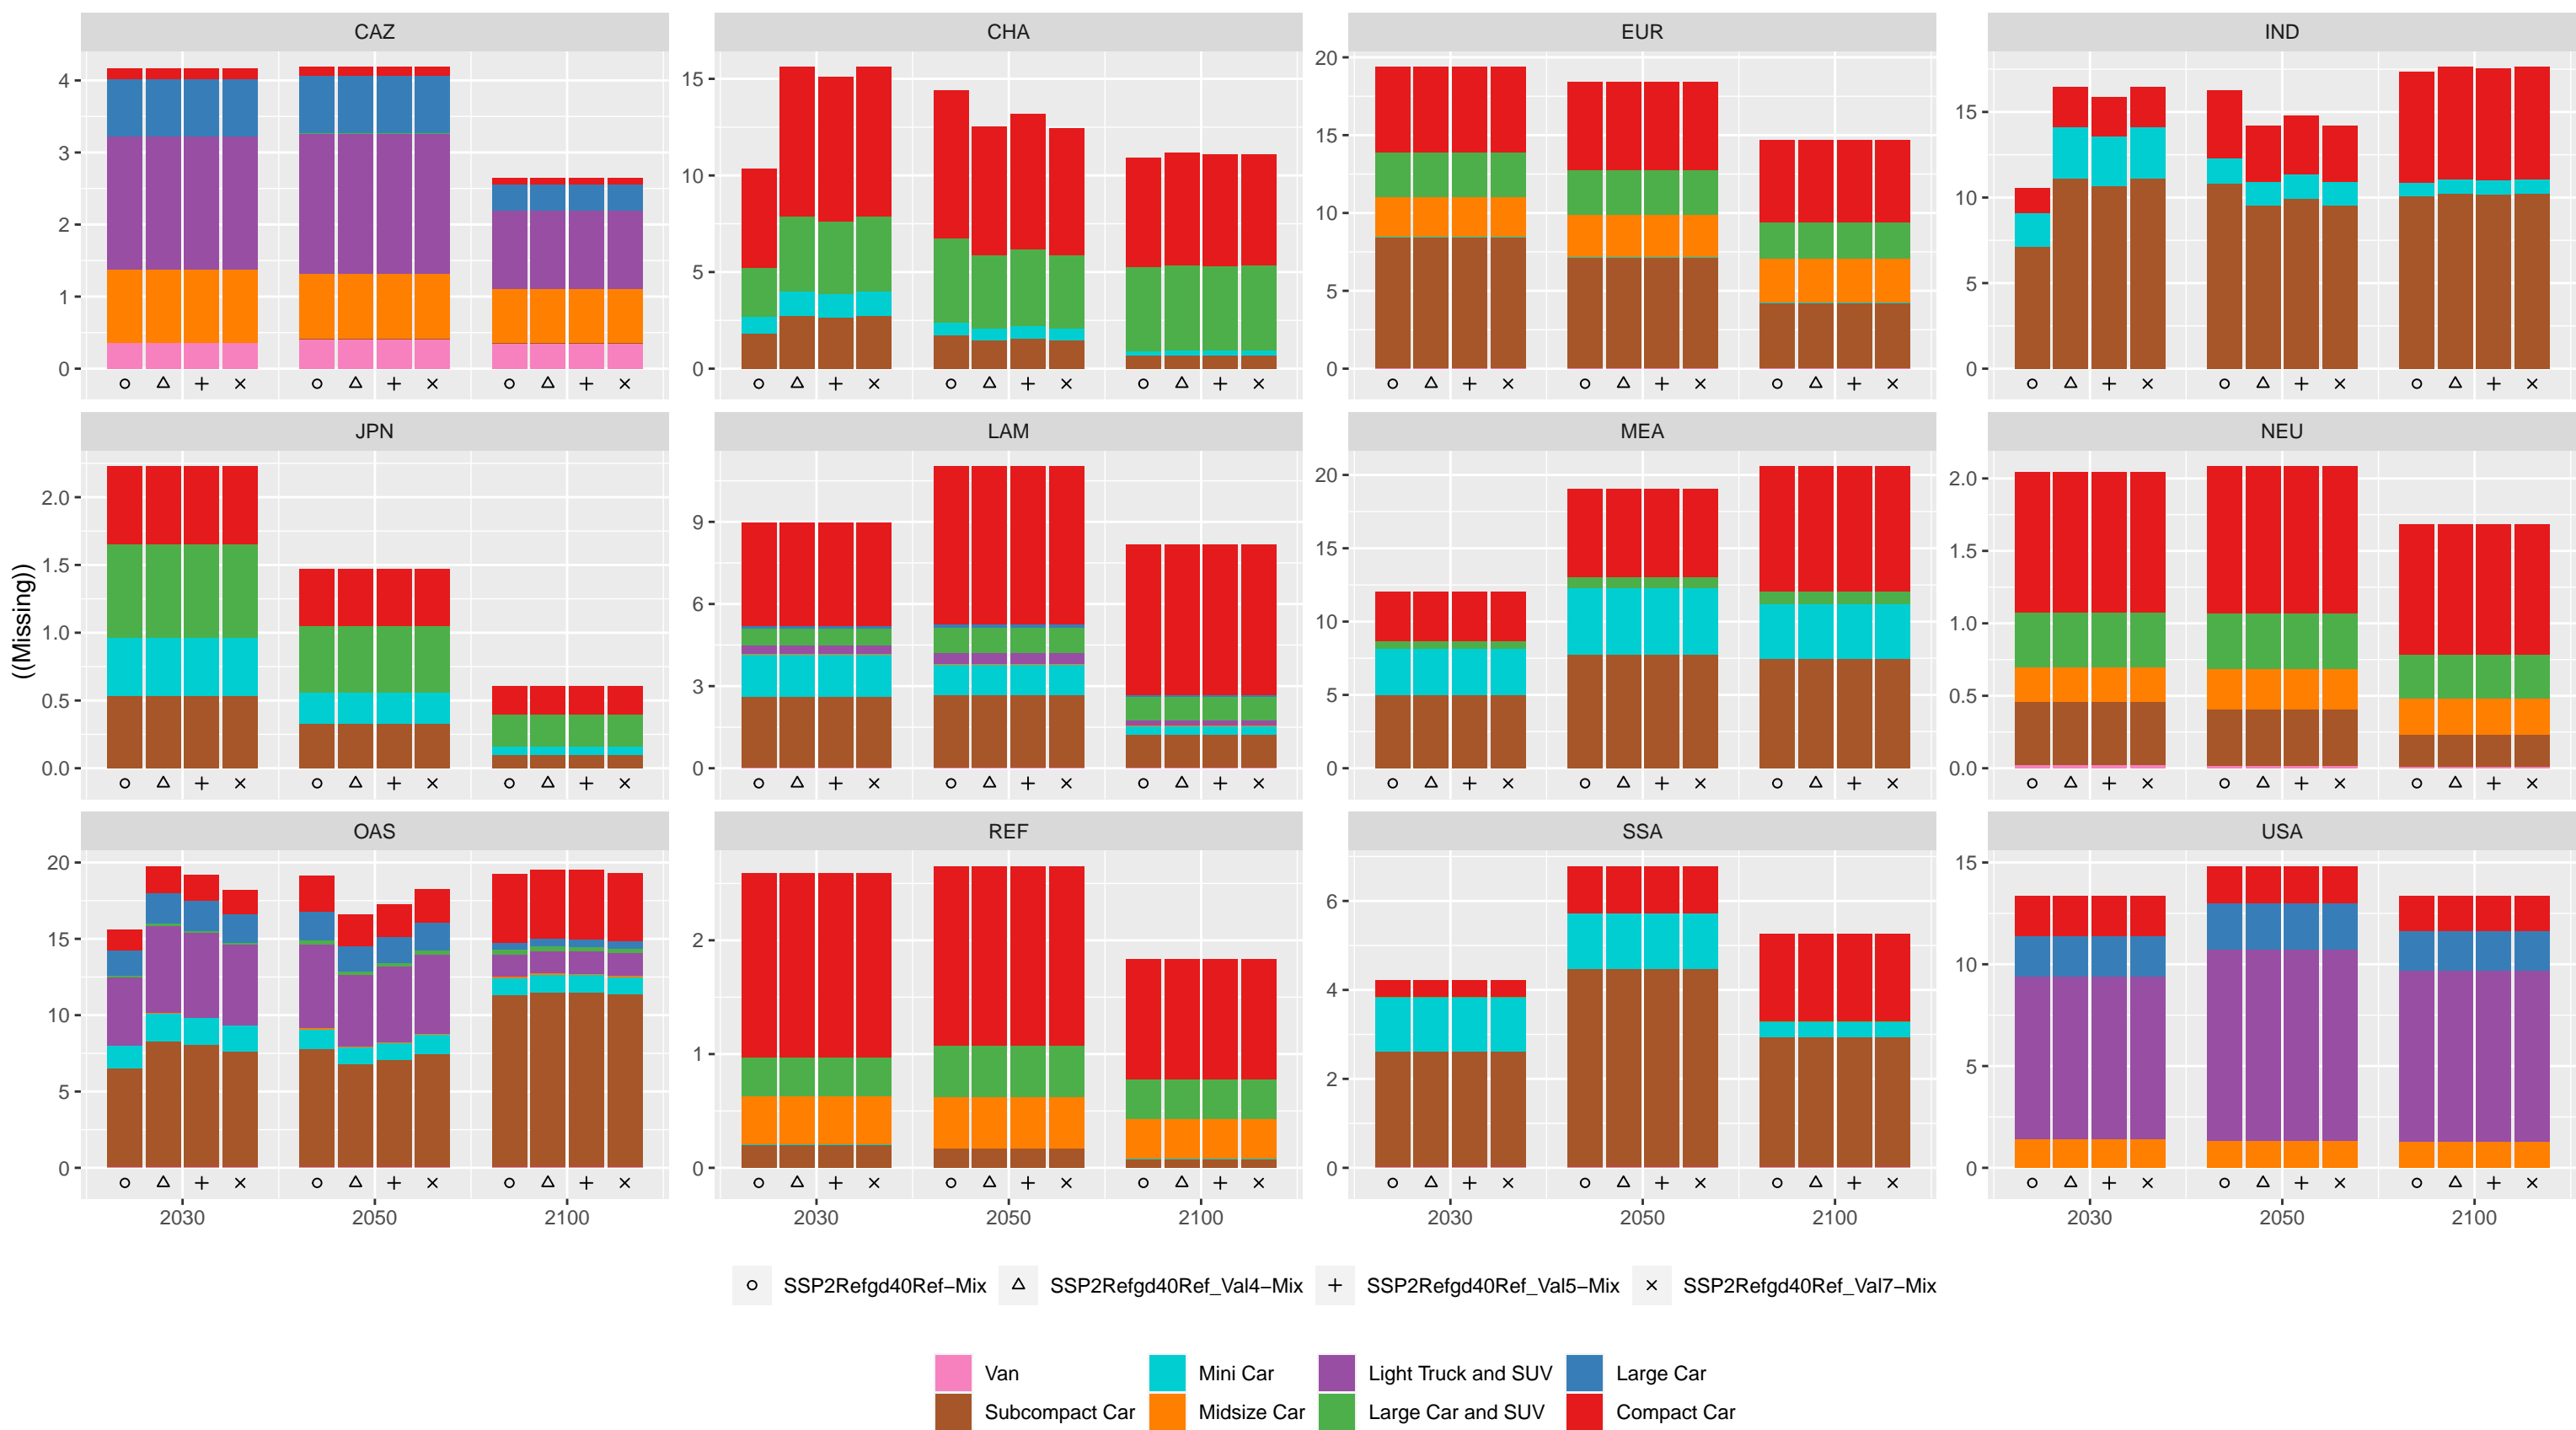 CAZ CHA EUR IND
4 3 2 1 0
15 10 5 0
20 15 10 5 0
15 10 5 0
JPN LAM MEA NEU
2.0 1.5 1.0 0.5 0.0
9 6 3 0
20 15 10 5 0
2.0 1.5 1.0 0.5 0.0
((Missing))
OAS REF SSA USA
20 15 10 5 0
2 1 0
6 4 2 0
15 10 5 0
2030 2050 2100 2030 2050 2100 2030 2050 2100 2030 2050 2100
SSP2Refgd40Ref−Mix SSP2Refgd40Ref_Val4−Mix SSP2Refgd40Ref_Val5−Mix SSP2Refgd40Ref_Val7−Mix
Van Mini Car Light Truck and SUV Large Car
Subcompact Car Midsize Car Large Car and SUV Compact Car